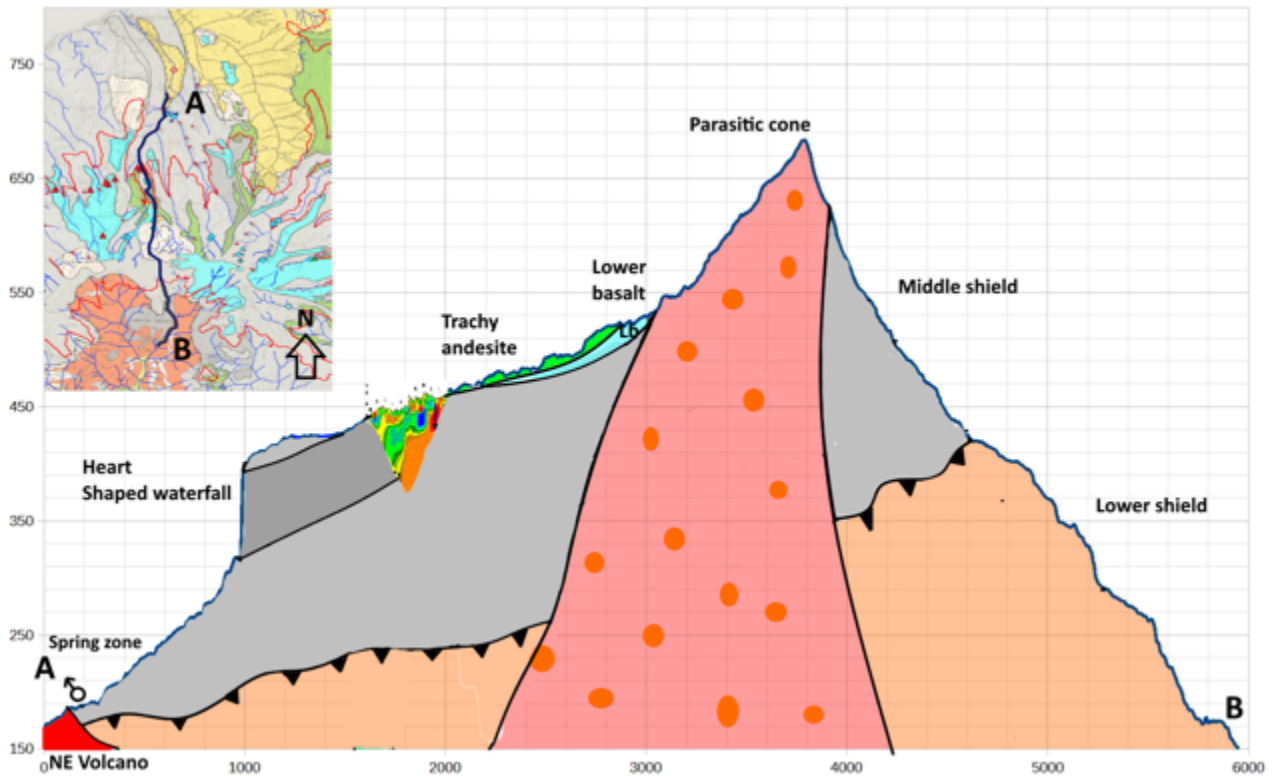 A
N
B
750
650
550
450
350
250
150
Parasitic cone
Lower
basalt
Lb
Middle shield
Trachy
andesite
Heart
Shaped waterfall
Lower shield
Spring zone
A
B
NE Volcano
0
1000
2000
3000
4000
5000
6000